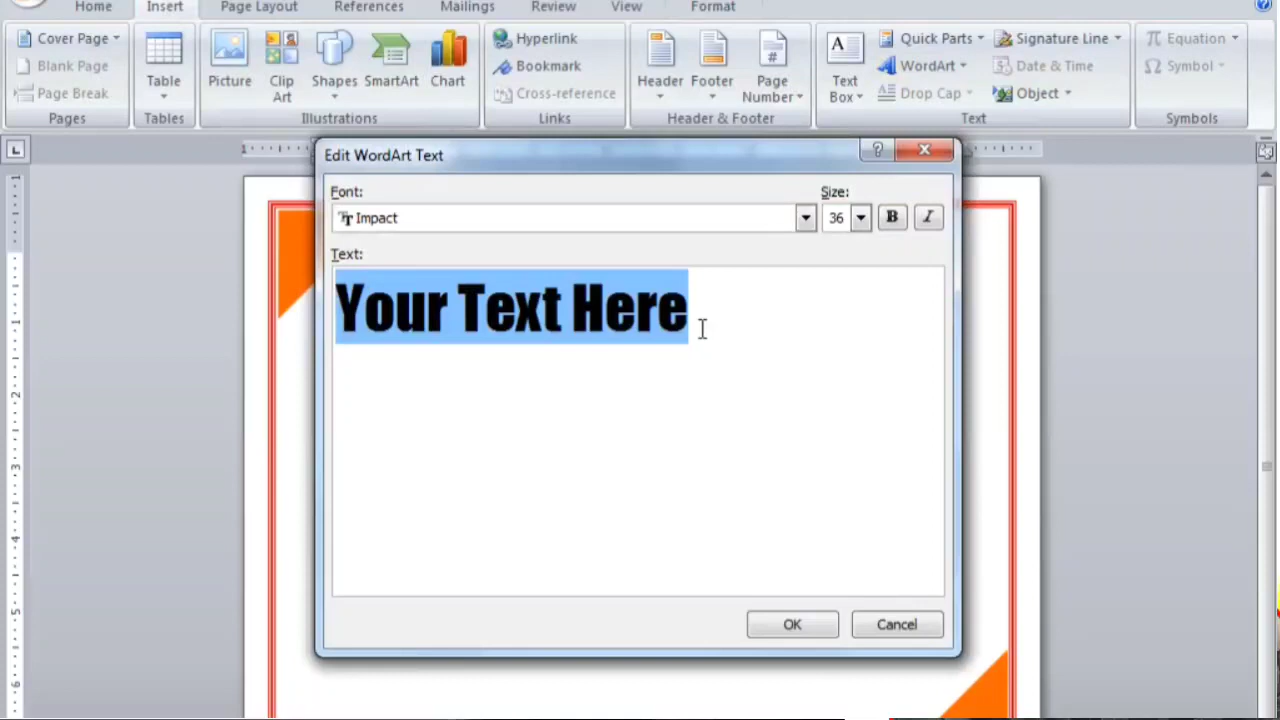 Home Insert Page Layout References Mailings Review View Format
Cover Page
Blank Page
Page Break
Pages
Table
Tables
Picture
Clip
Art
Shapes
SmartArt
Chart
Illustrations
Hyperlink
Bookmark
Cross-reference
Links
Header
Footer
Page
Number
Header & Footer
Text
Box
Quick Parts
WordArt
Drop Cap
Signature Line
Date & Time
Object
Text
Equation
Symbol
Symbols
Edit WordArt Text
Font:
Size:
Impact
36
B
I
Text:
Your Text Here
OK
Cancel